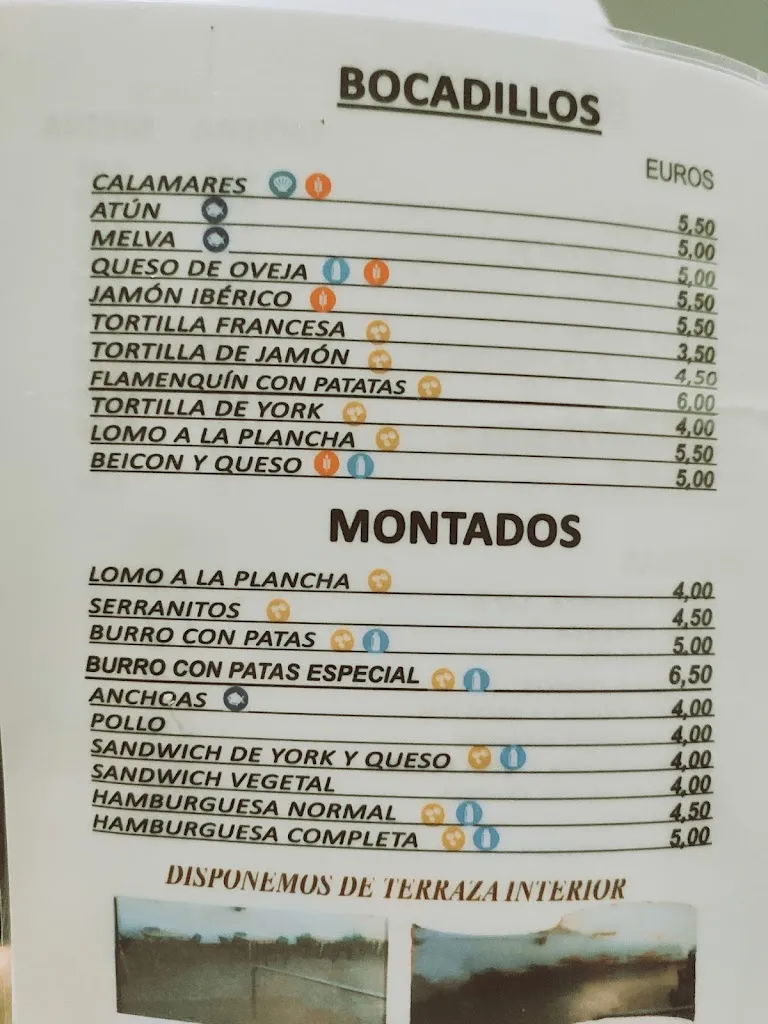 BOCADILLOS
EUROS
CALAMARES 5,50
ATÚN 5,00
MELVA 5,00
QUESO DE OVEJA 5,50
JAMÓN IBÉRICO 5,50
TORTILLA FRANCESA 3,50
TORTILLA DE JAMÓN 4,50
FLAMENQUÍN CON PATATAS 6,00
TORTILLA DE YORK 4,00
LOMO A LA PLANCHA 5,50
BEICON Y QUESO 5,00
MONTADOS
LOMO A LA PLANCHA 4,00
SERRANITOS 4,50
BURRO CON PATAS 5,00
BURRO CON PATAS ESPECIAL 6,50
ANCHOAS 4,00
POLLO 4,00
SANDWICH DE YORK Y QUESO 4,00
SANDWICH VEGETAL 4,00
HAMBURGUESA NORMAL 4,50
HAMBURGUESA COMPLETA 5,00
DISPONEMOS DE TERRAZA INTERIOR